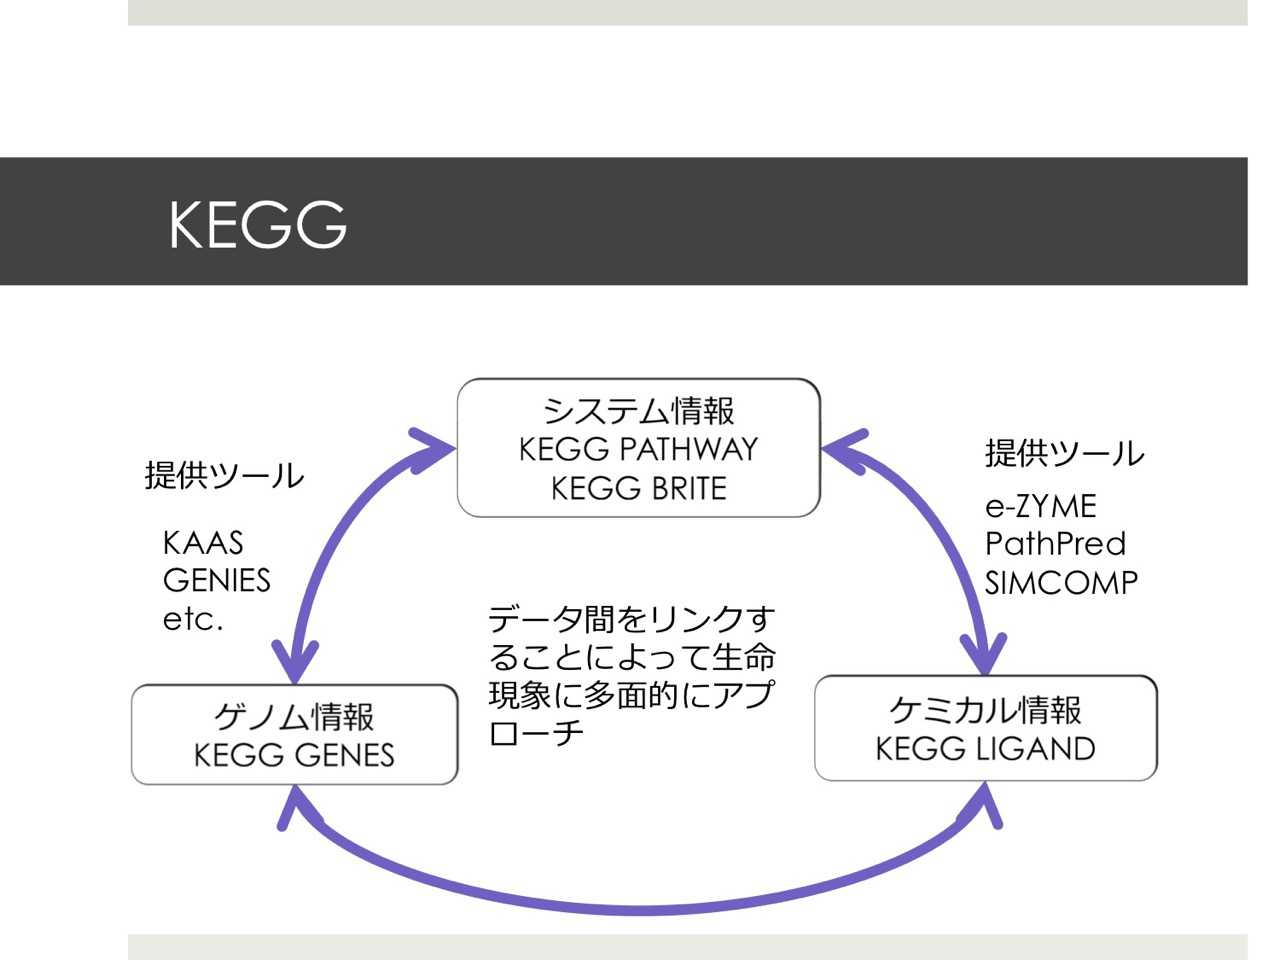 KEGG
システム情報
KEGG PATHWAY
KEGG BRITE
提供ツール
KAAS
GENIES
etc.
提供ツール
e-ZYME
PathPred
SIMCOMP
データ間をリンクす
ることによって生命
現象に多面的にアプ
ローチ
ゲノム情報
KEGG GENES
ケミカル情報
KEGG LIGAND